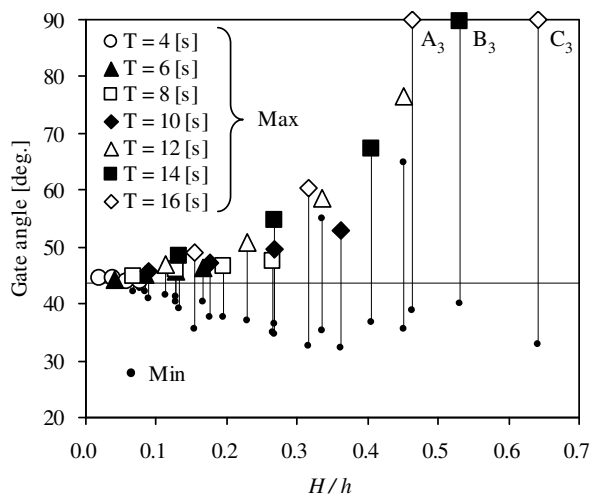 90
80
70
60
50
40
30
20
Gate angle [deg.]
T = 4 [s]
T = 6 [s]
T = 8 [s]
T = 10 [s]
T = 12 [s]
T = 14 [s]
T = 16 [s]
Max
A₃ B₃ C₃
Min
0.0 0.1 0.2 0.3 0.4 0.5 0.6 0.7
H / h